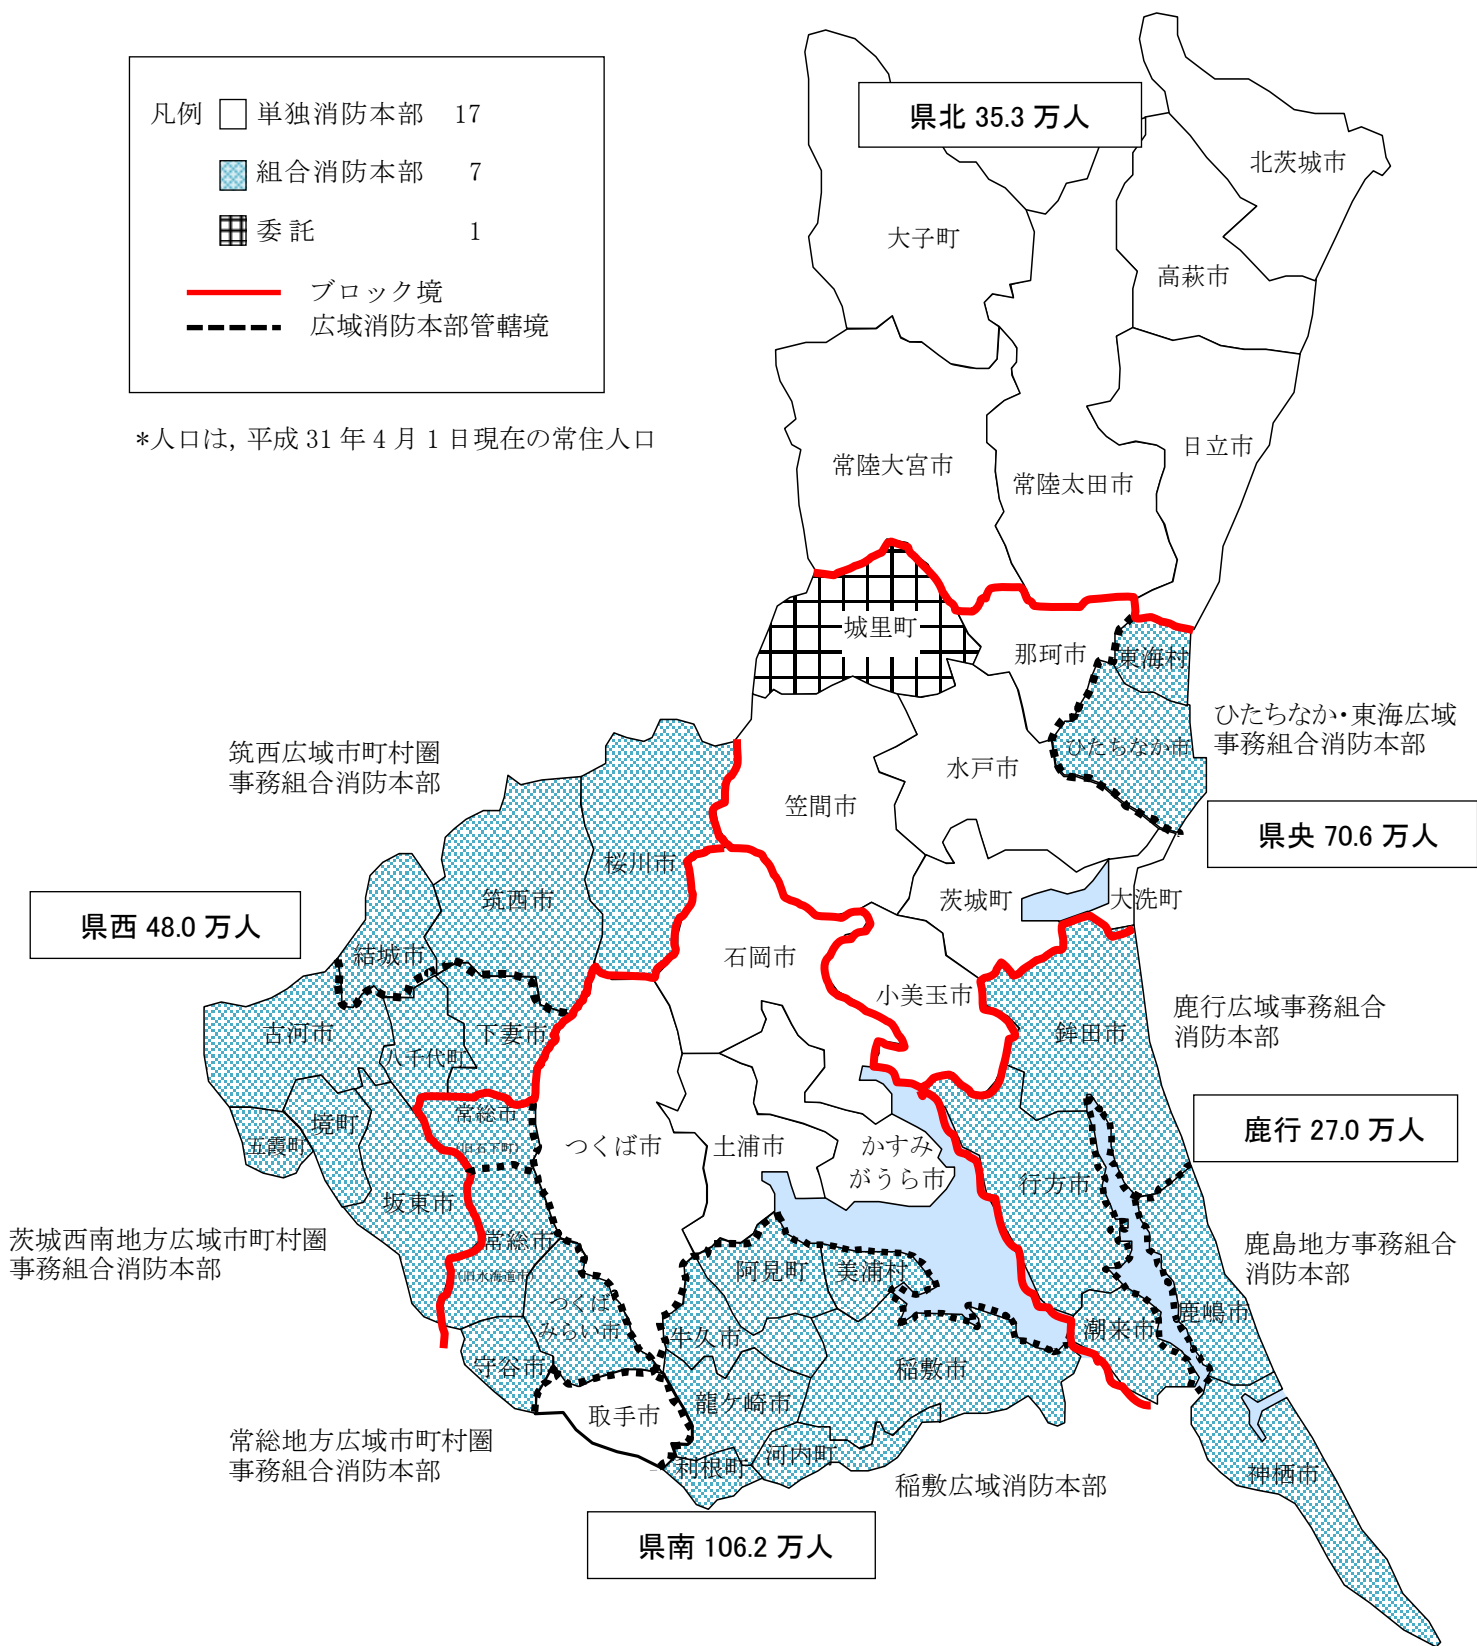 凡例 単独消防本部 17
組合消防本部 7
委託 1
ブロック境
広域消防本部管轄境
*人口は, 平成 31 年 4 月 1 日現在の常住人口
県北 35.3 万人
北茨城市
大子町
高萩市
日立市
常陸大宮市
常陸太田市
城里町
那珂市
東海村
ひたちなか・東海広域
事務組合消防本部
ひたちなか市
水戸市
笠間市
県央 70.6 万人
筑西広域市町村圏
事務組合消防本部
桜川市
筑西市
茨城町
大洗町
県西 48.0 万人
結城市
石岡市
小美玉市
鹿行広域事務組合
消防本部
鉾田市
古河市
八千代町
下妻市
常総市
(旧石下町)
境町
五霞町
つくば市
土浦市
かすみ
がうら市
鹿行 27.0 万人
行方市
坂東市
茨城西南地方広域市町村圏
事務組合消防本部
常総市
(旧水海道市)
鹿島地方事務組合
消防本部
阿見町
美浦村
つくば
みらい市
牛久市
潮来市
鹿嶋市
守谷市
稲敷市
取手市
龍ケ崎市
常総地方広域市町村圏
事務組合消防本部
利根町
河内町
稲敷広域消防本部
神栖市
県南 106.2 万人